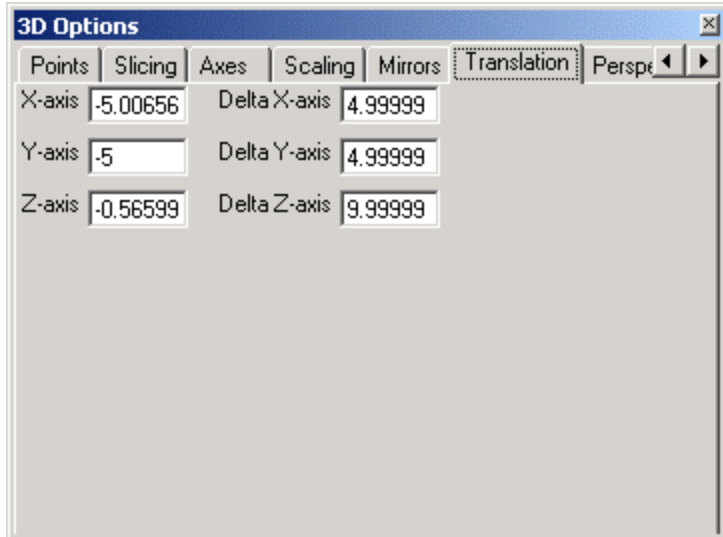 3D Options
Points Slicing Axes Scaling Mirrors Translation Perspe
X-axis -5.00656 Delta X-axis 4.99999
Y-axis -5 Delta Y-axis 4.99999
Z-axis -0.56599 Delta Z-axis 9.99999